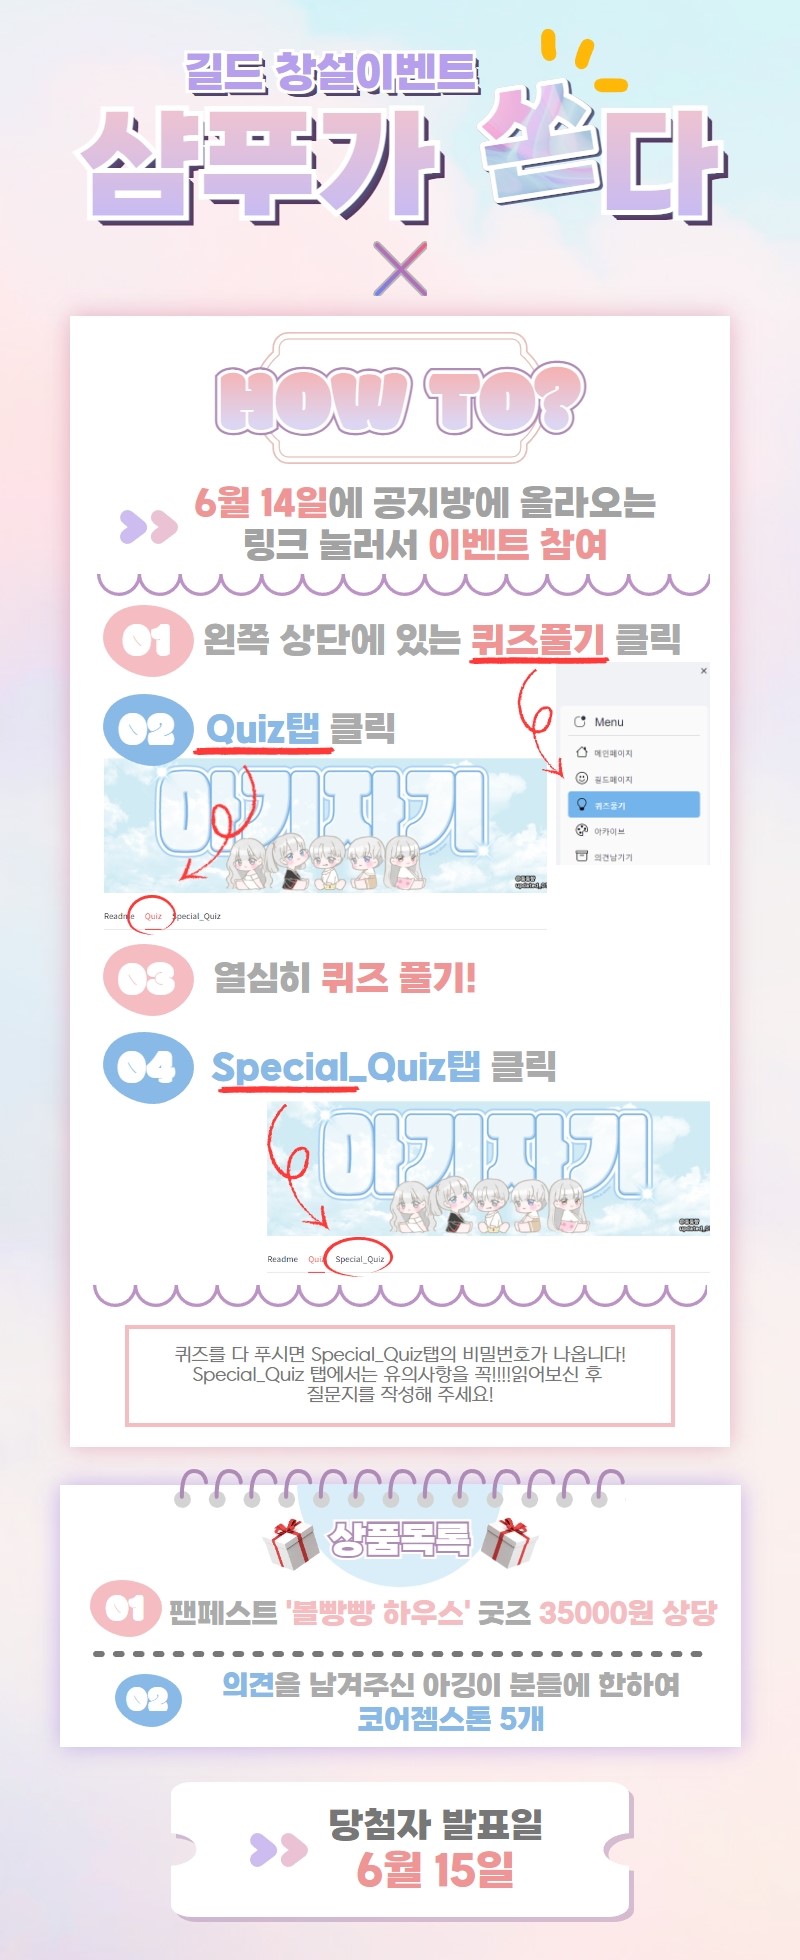 길드 창설이벤트
샴푸가 쏜다
HOW TO?
6월 14일에 공지방에 올라오는
링크 눌러서 이벤트 참여
01 왼쪽 상단에 있는 퀴즈풀기 클릭
Menu
메인페이지
길드페이지
퀴즈풀기
아카이브
의견남기기
02 Quiz탭 클릭
아기자기
Readme Quiz Special_Quiz
03 열심히 퀴즈 풀기!
04 Special_Quiz탭 클릭
아기자기
Readme Quiz Special_Quiz
퀴즈를 다 푸시면 Special_Quiz탭의 비밀번호가 나옵니다!
Special_Quiz 탭에서는 유의사항을 꼭!!!!읽어보신 후
질문지를 작성해 주세요!
상품목록
01 팬페스트 '볼빵빵 하우스' 굿즈 35000원 상당
02 의견을 남겨주신 아깅이 분들에 한하여
코어젬스톤 5개
당첨자 발표일
6월 15일